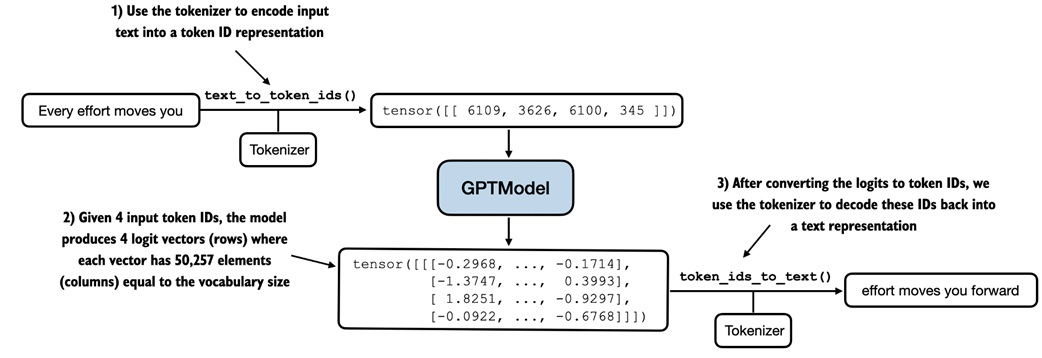 1) Use the tokenizer to encode input
text into a token ID representation
text_to_token_ids()
Every effort moves you
tensor([[ 6109, 3626, 6100, 345 ]])
Tokenizer
GPTModel
2) Given 4 input token IDs, the model
produces 4 logit vectors (rows) where
each vector has 50,257 elements
(columns) equal to the vocabulary size
tensor([[[-0.2968, ..., -0.1714],
[-1.3747, ..., 0.3993],
[ 1.8251, ..., -0.9297],
[-0.0922, ..., -0.6768]]])
3) After converting the logits to token IDs, we
use the tokenizer to decode these IDs back into
a text representation
token_ids_to_text()
effort moves you forward
Tokenizer